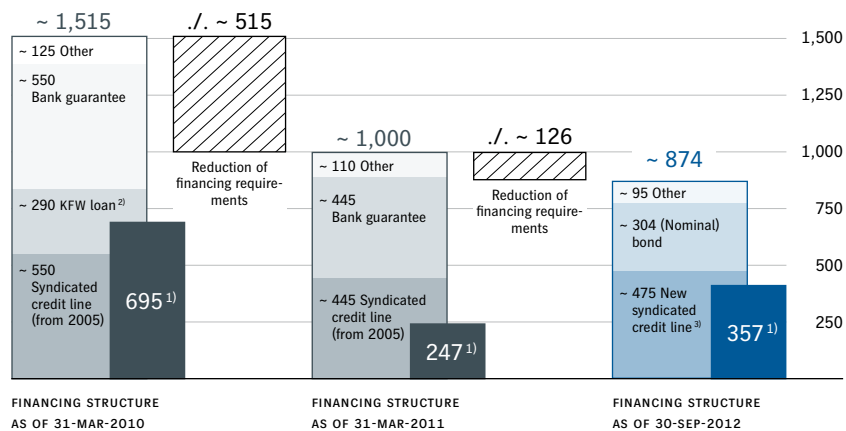 ~ 1,515
~ 125 Other
~ 550
Bank guarantee
~ 290 KFW loan 2)
~ 550
Syndicated
credit line
(from 2005)
695 1)
FINANCING STRUCTURE
AS OF 31-MAR-2010
./. ~ 515
Reduction of
financing require-
ments
~ 1,000
~ 110 Other
~ 445
Bank guarantee
~ 445 Syndicated
credit line
(from 2005)
247 1)
FINANCING STRUCTURE
AS OF 31-MAR-2011
./. ~ 126
Reduction of
financing require-
ments
~ 874
~ 95 Other
~ 304 (Nominal)
bond
~ 475 New
syndicated
credit line 3)
357 1)
FINANCING STRUCTURE
AS OF 30-SEP-2012
1,500
1,250
1,000
750
500
250